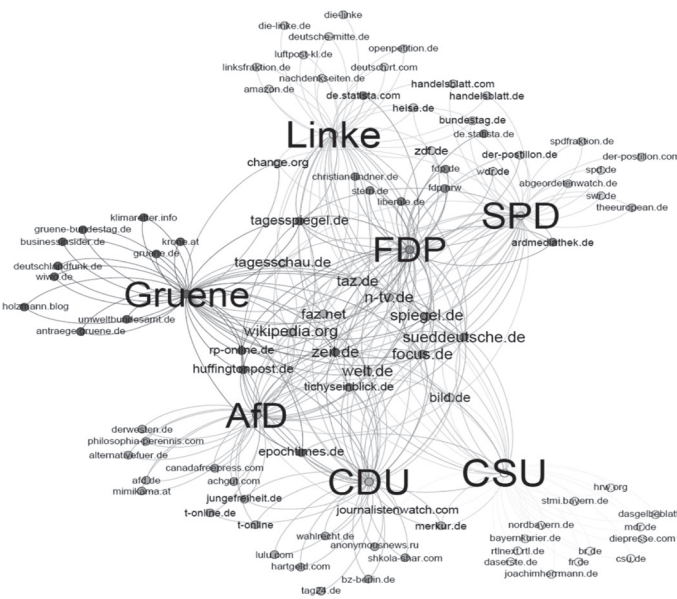 die-linke
die-linke.de
deutsche-mitte.de
luftpost-kl.de
openpetition.de
linksfraktion.de
deutsch.rt.com
nachdenkseiten.de
amazon.de
handelsblatt.com
de.statista.com
handelsblatt.de
heise.de
bundestag.de
Linke
de.statista.de
spdfraktion.de
change.org
zdf.de
der-postillon.de
der-postillon.com
fdp.de
wdr.de
spd.de
christian-lindner.de
abgeordnetenwatch.de
stern.de
fdp.nrw
swr.de
liberale.de
theeuropean.de
klimaretter.info
tagesspiegel.de
SPD
gruene-bundestag.de
businessinsider.de
krone.at
FDP
ardmediathek.de
gruene.de
deutschlandfunk.de
tagesschau.de
wiwo.de
taz.de
Gruene
n-tv.de
holzmann.blog
umweltbundesamt.de
faz.net
spiegel.de
antraege.gruene.de
wikipedia.org
sueddeutsche.de
rp-online.de
zeit.de
focus.de
huffingtonpost.de
welt.de
tichyseinblick.de
bild.de
AfD
derwesten.de
philosophia-perennis.com
alternativefuer.de
epochtimes.de
canadafreepress.com
CSU
afd.de
achgut.com
CDU
mimikama.at
hrw.org
jungefreiheit.de
stmi.bayern.de
t-online.de
journalistenwatch.com
dasgelbeblatt
t-online
merkur.de
nordbayern.de
mdr.de
wahlrecht.de
bayernkurier.de
diepresse.com
anonymousnews.ru
lulu.com
shkola-shar.com
rtlnext.rtl.de
br.de
hartgeld.com
daserste.de
fr.de
csu.de
bz-berlin.de
joachimherrmann.de
tag24.de